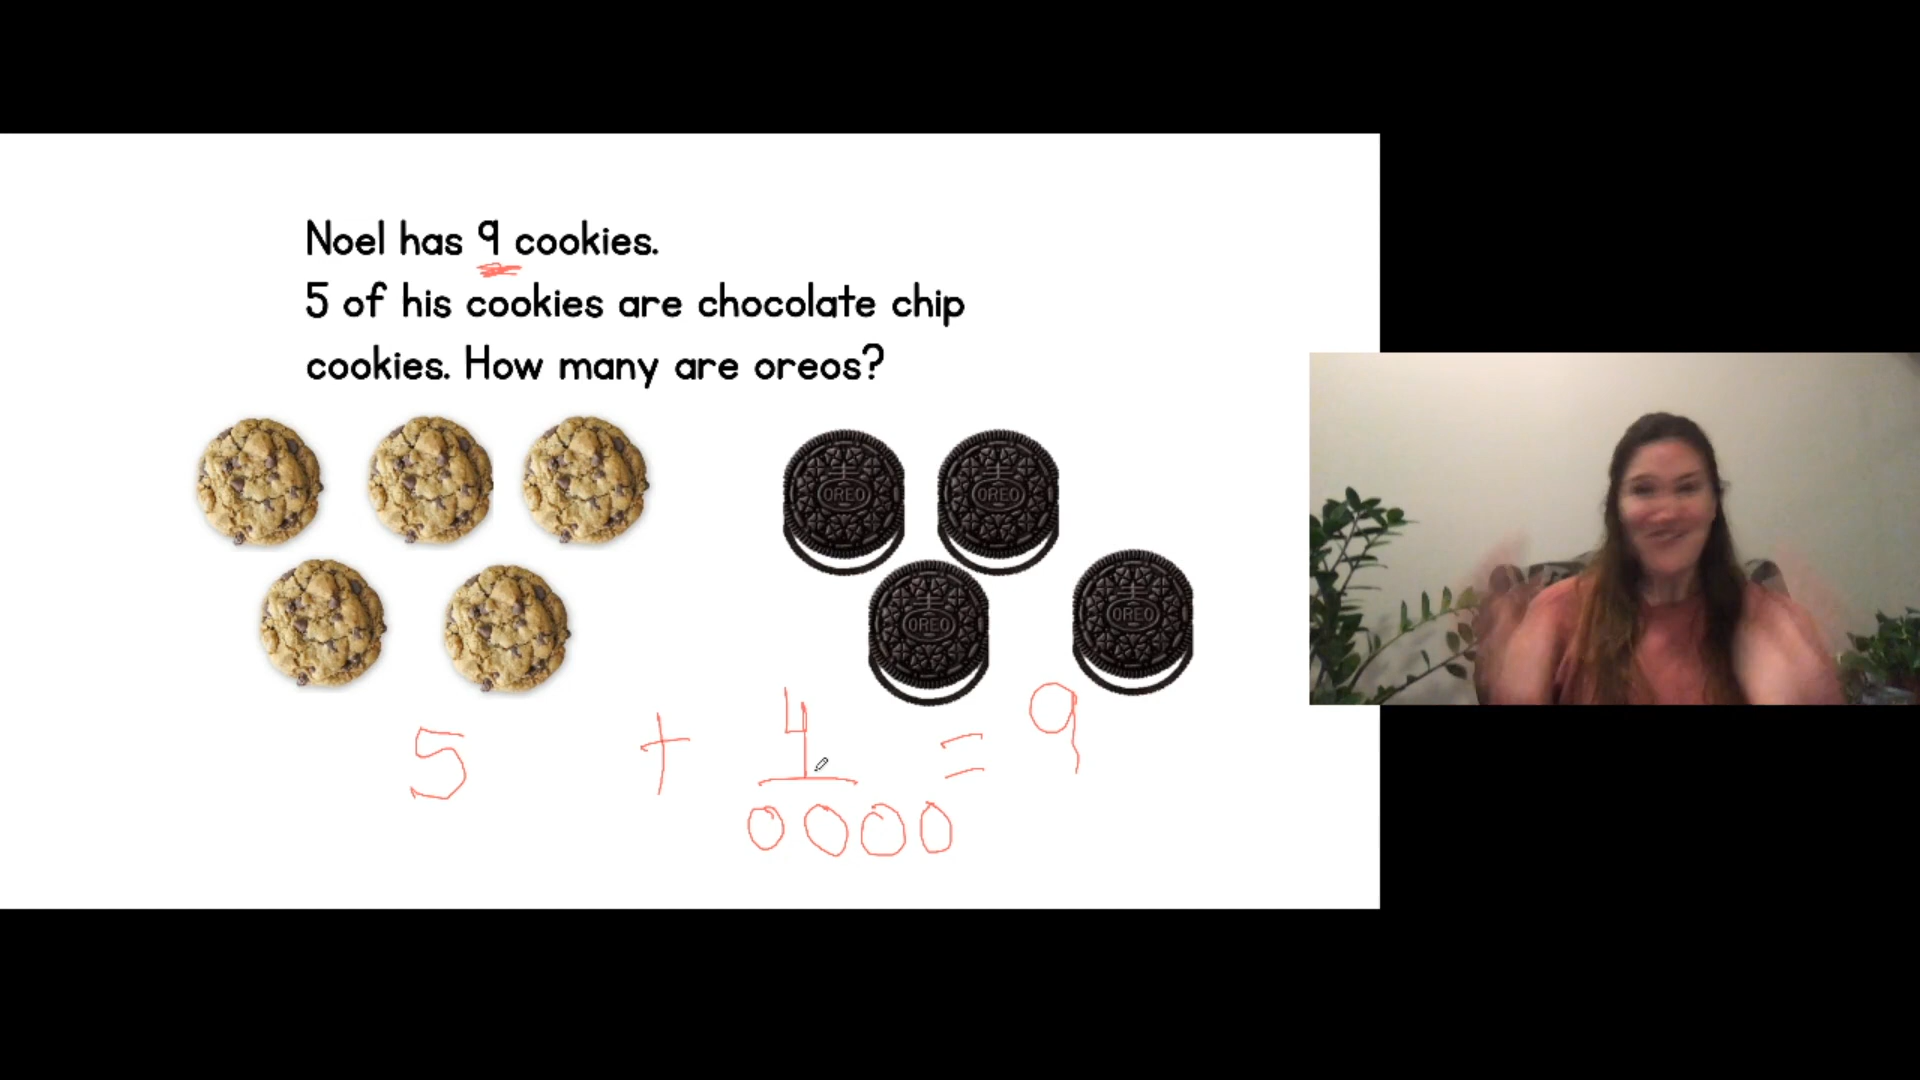 Noel has 9 cookies.
5 of his cookies are chocolate chip
cookies. How many are oreos?
OREO OREO
OREO OREO
5 + 4 = 9
0000